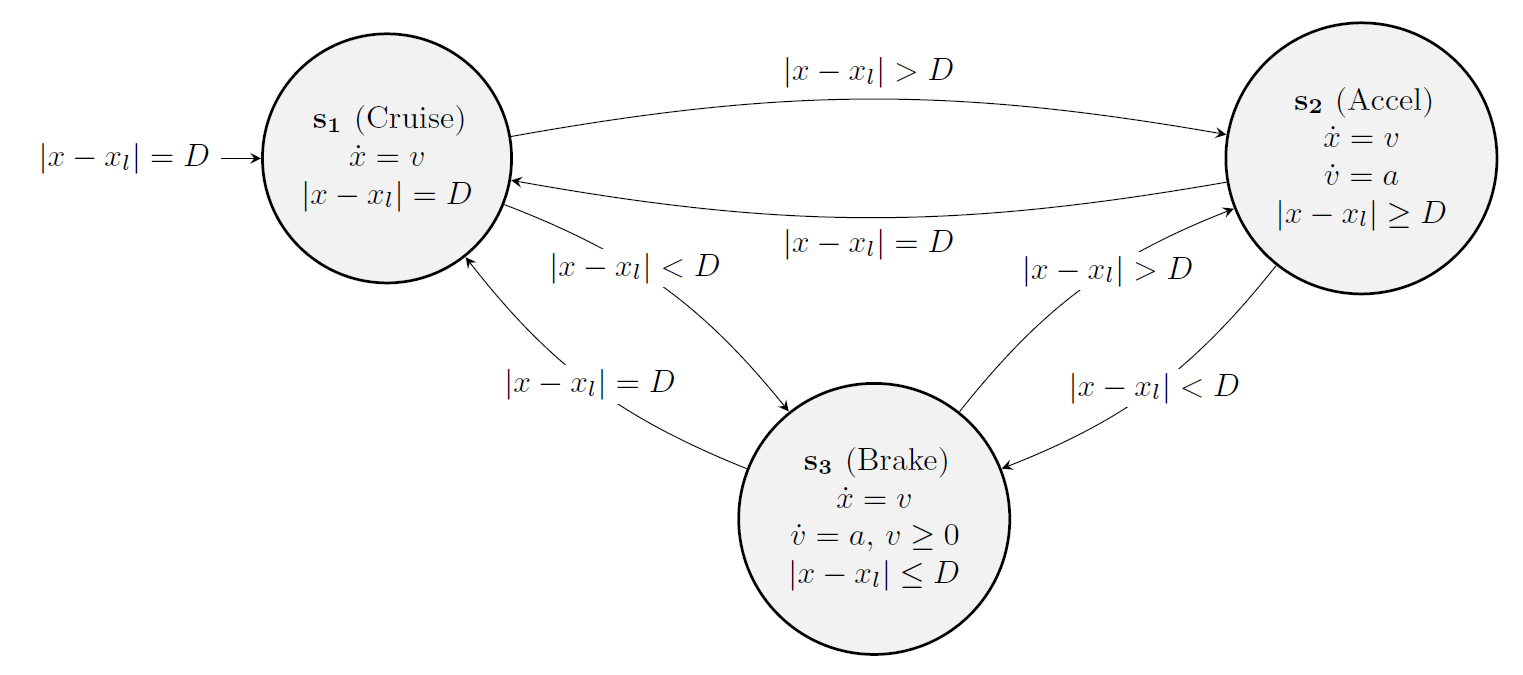 |x − x_l| > D
s₁ (Cruise)
ẋ = v
|x − x_l| = D
|x − x_l| = D
s₂ (Accel)
ẋ = v
v̇ = a
|x − x_l| ≥ D
|x − x_l| = D
|x − x_l| < D
|x − x_l| > D
|x − x_l| = D
|x − x_l| < D
s₃ (Brake)
ẋ = v
v̇ = a, v ≥ 0
|x − x_l| ≤ D